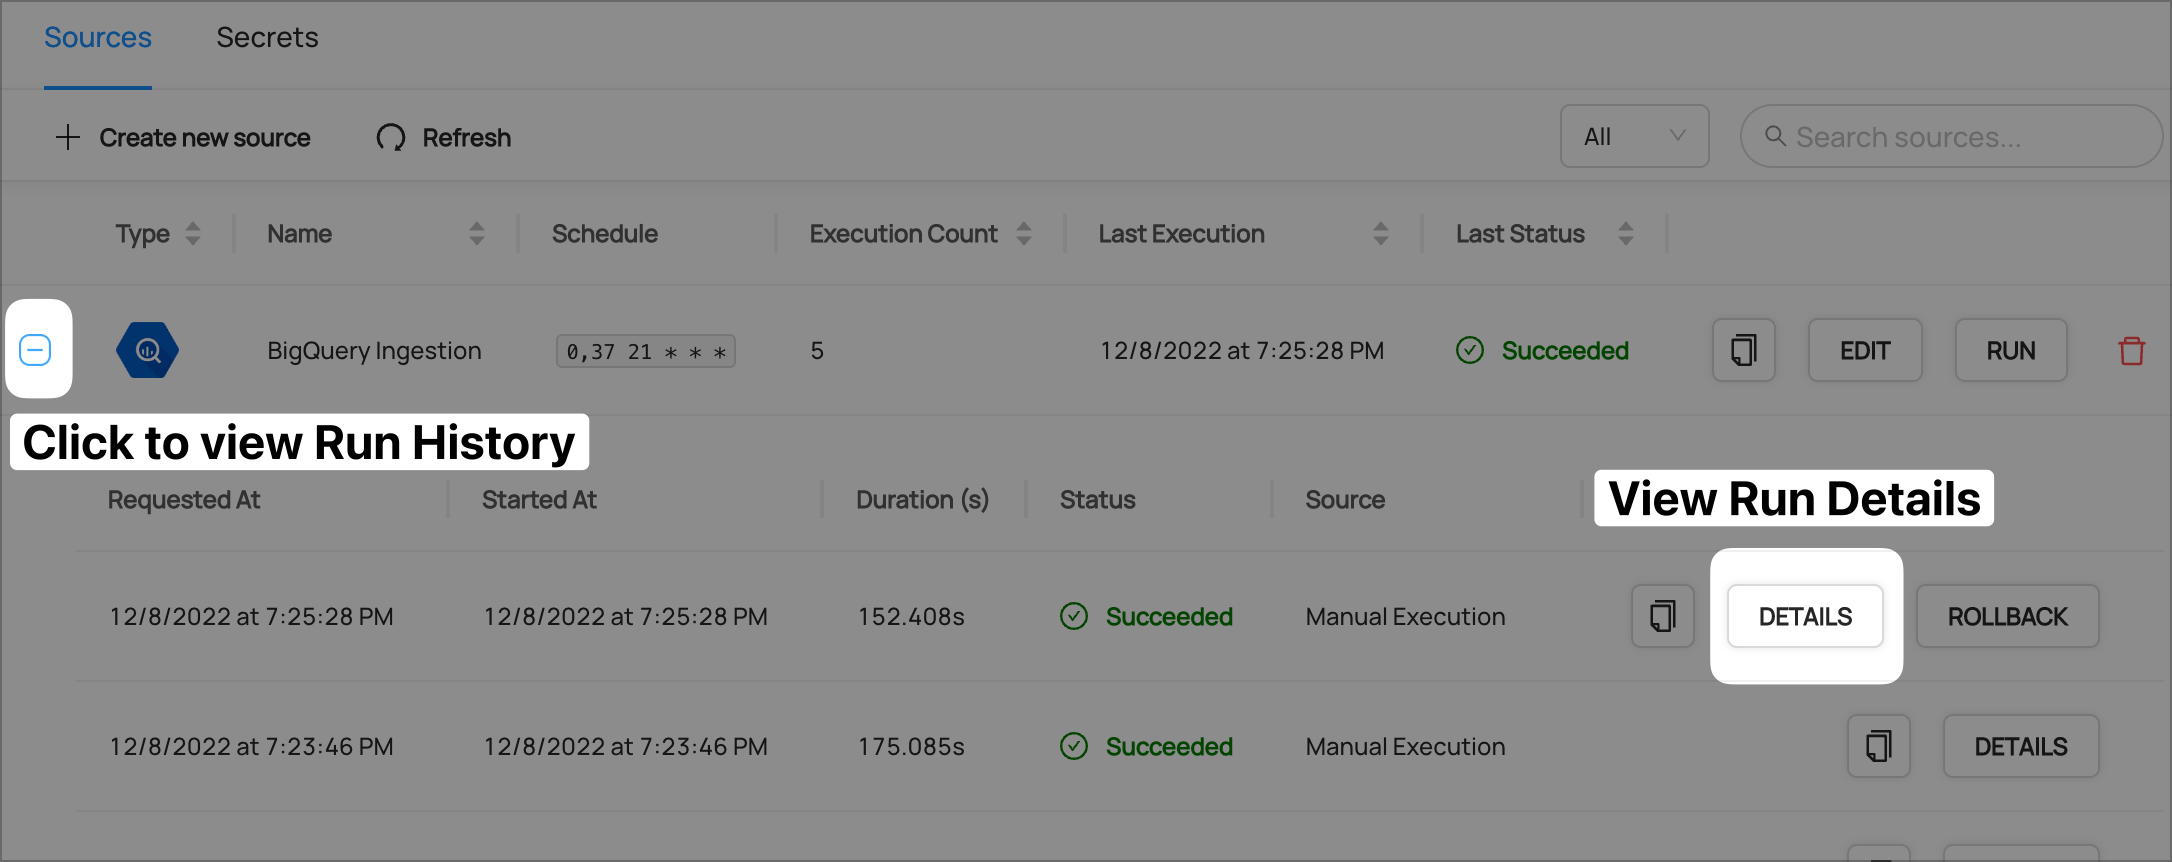 Sources Secrets
Create new source Refresh All Search sources...
Type Name Schedule Execution Count Last Execution Last Status
BigQuery Ingestion 0,37 21 * * * 5 12/8/2022 at 7:25:28 PM Succeeded EDIT RUN
Click to view Run History
View Run Details
Requested At Started At Duration (s) Status Source
12/8/2022 at 7:25:28 PM 12/8/2022 at 7:25:28 PM 152.408s Succeeded Manual Execution DETAILS ROLLBACK
12/8/2022 at 7:23:46 PM 12/8/2022 at 7:23:46 PM 175.085s Succeeded Manual Execution DETAILS